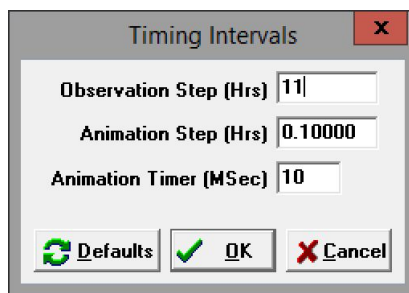 Timing Intervals x
Observation Step (Hrs) 11
Animation Step (Hrs) 0.10000
Animation Timer (MSec) 10
Defaults OK Cancel